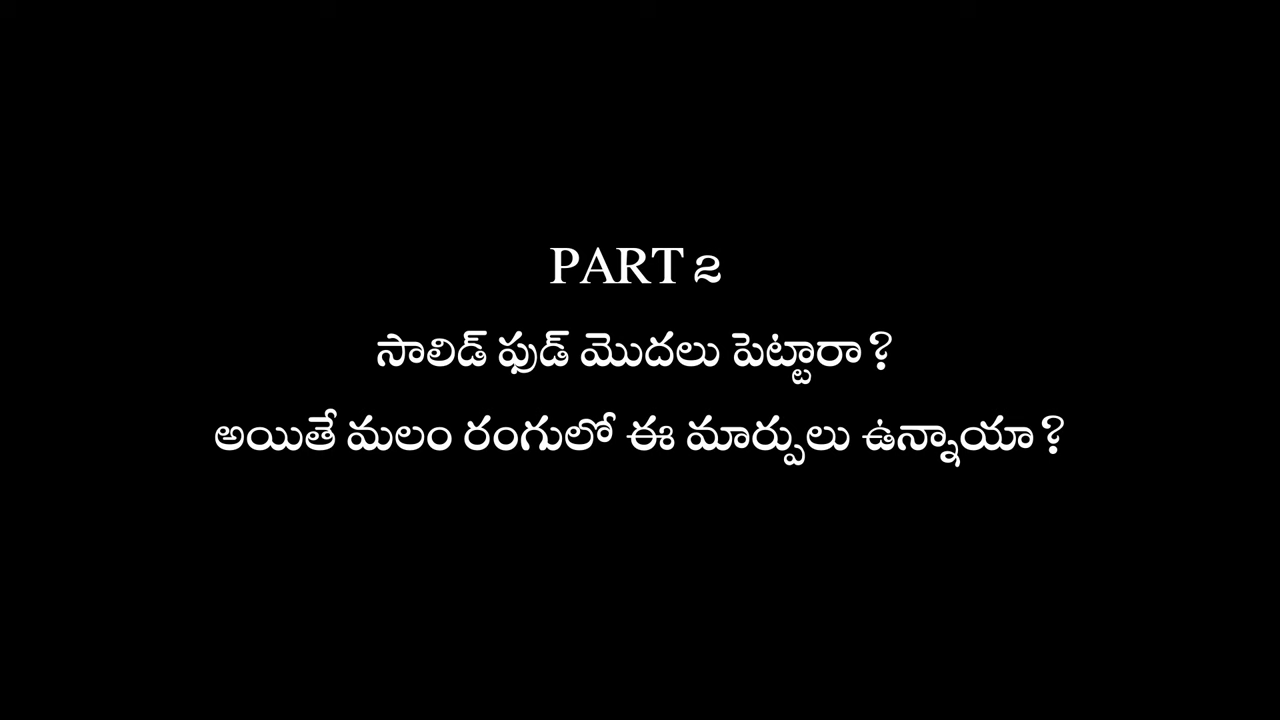 PART 2
సాలిడ్ ఫుడ్ మొదలు పెట్టారా?
అయితే మలం రంగులో ఈ మార్పులు ఉన్నాయా?